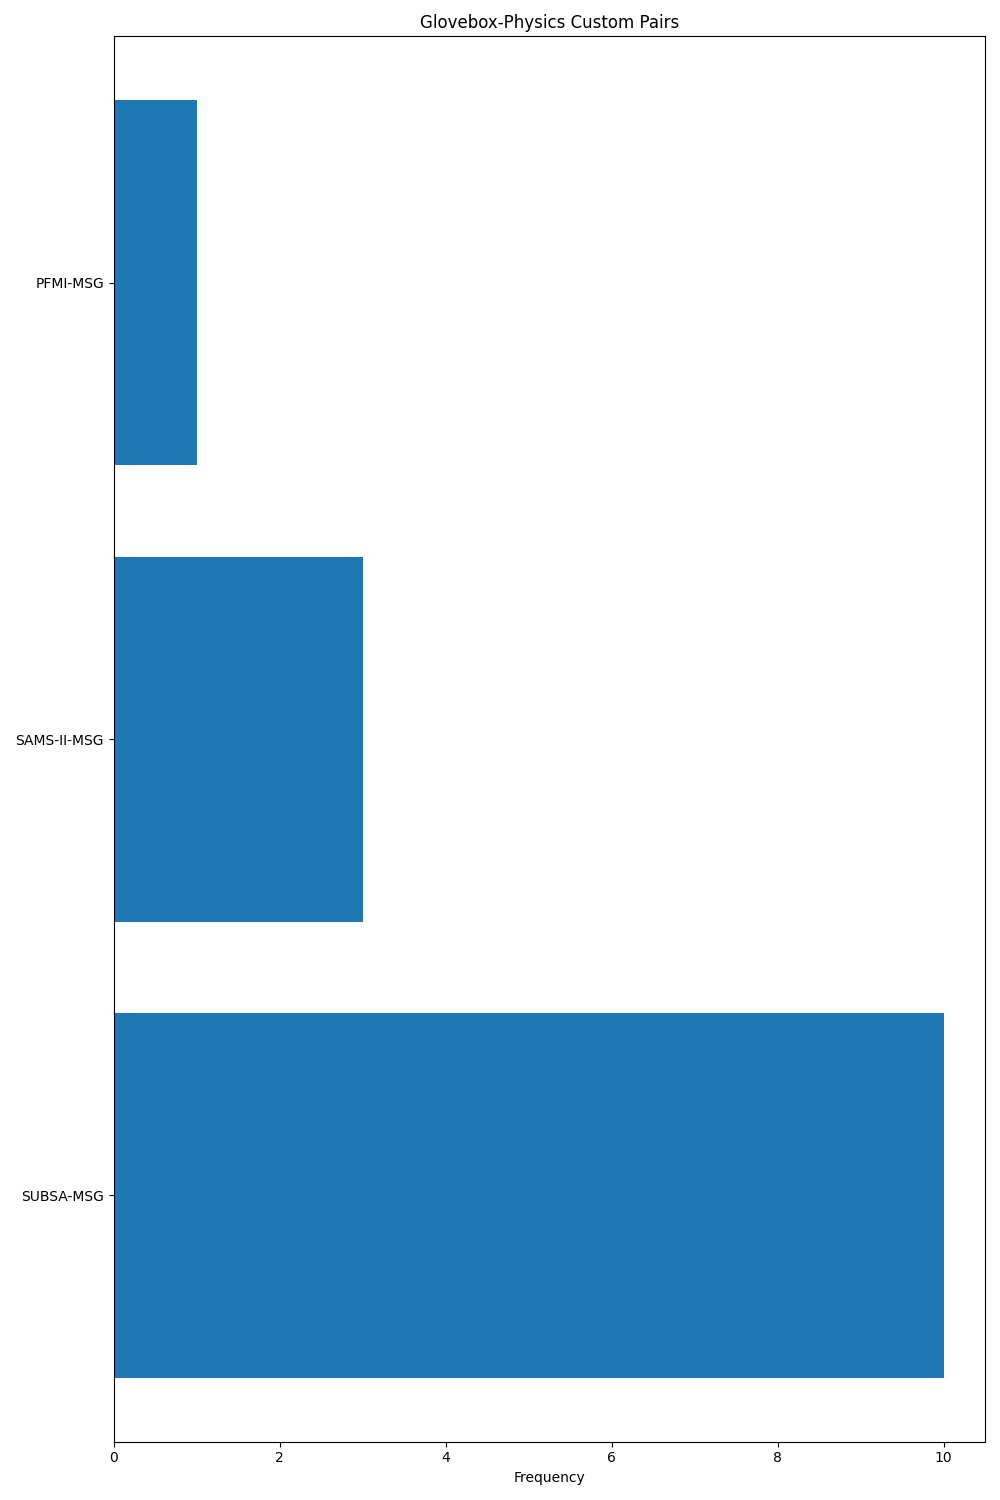 Glovebox-Physics Custom Pairs
PFMI-MSG
SAMS-II-MSG
SUBSA-MSG
0 2 4 6 8 10
Frequency